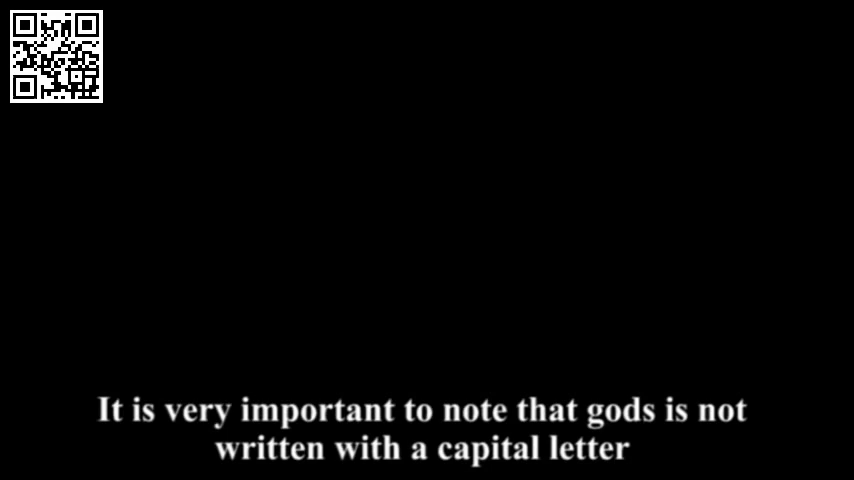 It is very important to note that gods is not
written with a capital letter